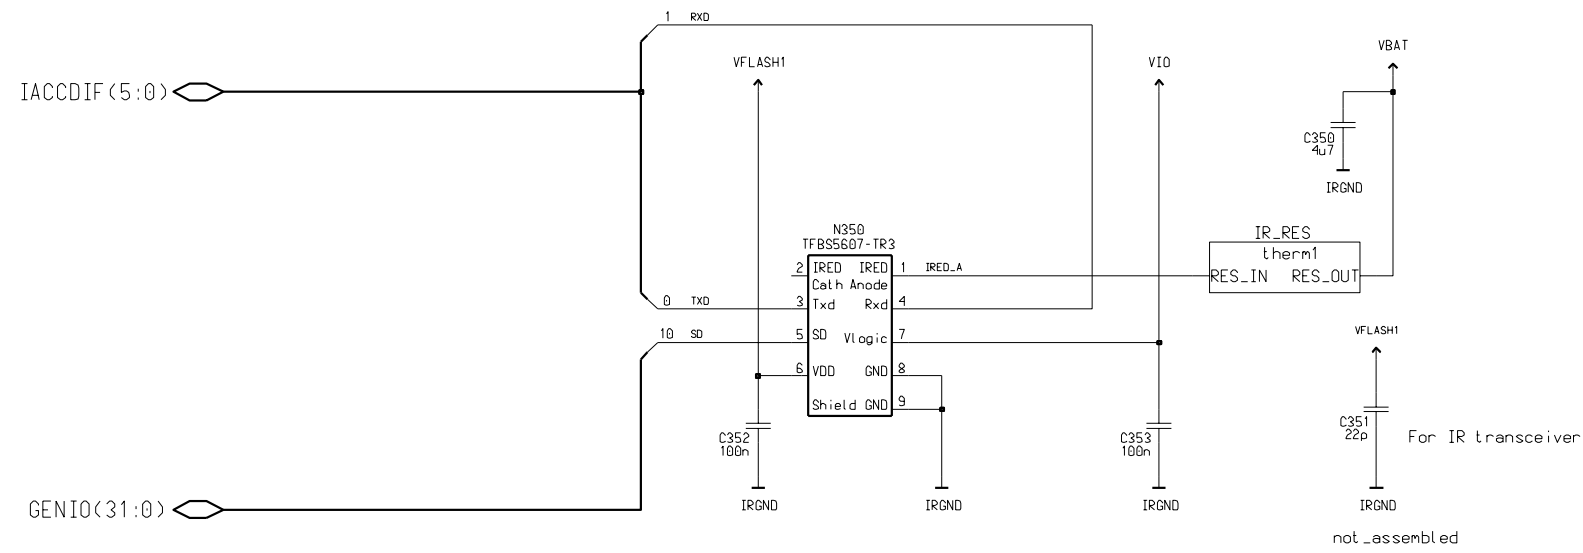 1 RXD
VBAT
VFLASH1
VIO
IACCDIF(5:0)
C350
4u7
IRGND
N350
TFBS5607-TR3
IR_RES
therm1
2 IRED IRED 1 IRED_A
Cath Anode
RES_IN RES_OUT
0 TXD 3 Txd Rxd 4
10 SD 5 SD Vlogic 7
VFLASH1
6 VDD GND 8
Shield GND 9
C352
100n
C353
100n
C351
22p
For IR transceiver
GENIO(31:0)
IRGND
IRGND
IRGND
IRGND
not_assembled